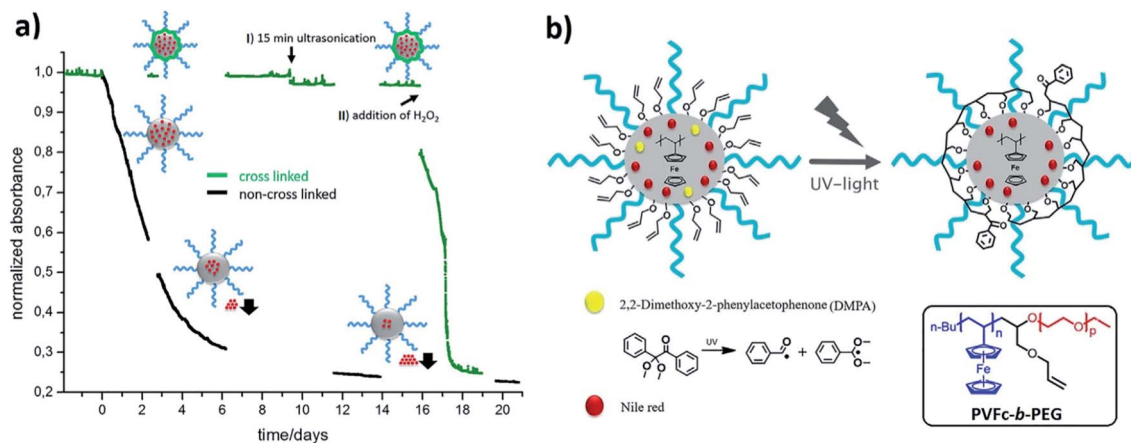 a)
I) 15 min ultrasonication
II) addition of H₂O₂
1,0
0,9
0,8
0,7
0,6
0,5
0,4
0,3
0,2
normalized absorbance
cross linked
non-cross linked
0 2 4 6 8 10 12 14 16 18 20
time/days
b)
Fe
UV-light
Fe
2,2-Dimethoxy-2-phenylacetophenone (DMPA)
O
O
O
UV
O
+
O
O
Nile red
n-Bu
n
O
O
p
Fe
O
PVFc-b-PEG